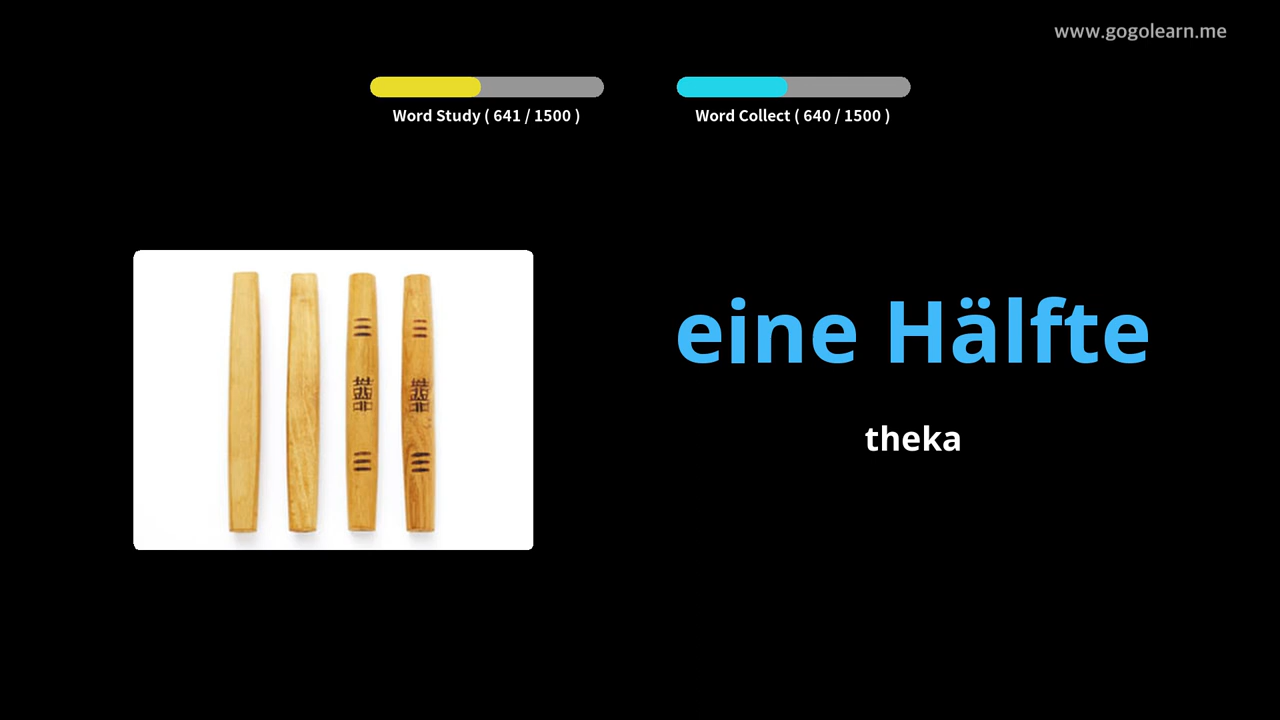 www.gogolearn.me
Word Study ( 641 / 1500 )
Word Collect ( 640 / 1500 )
eine Hälfte
theka